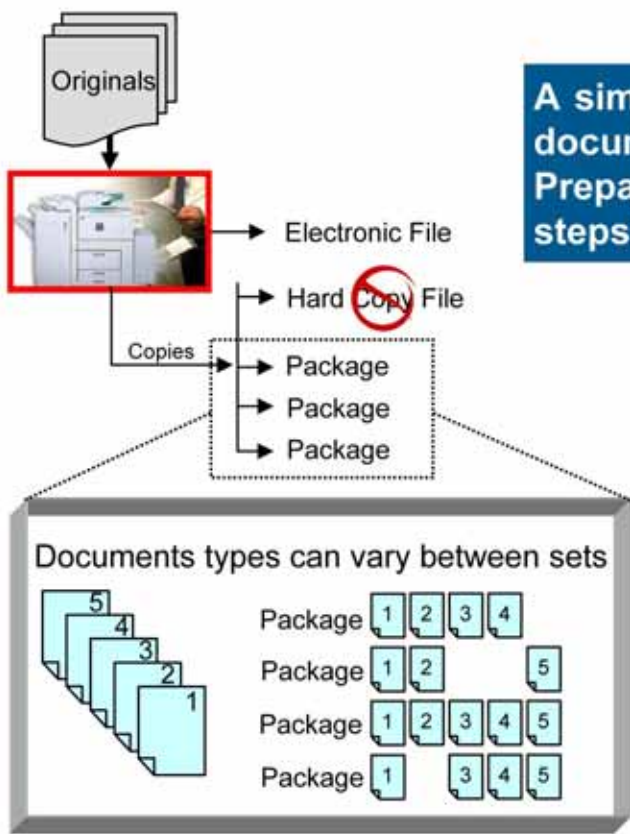 Originals
A sim
docum
Prepa
steps
Electronic File
Hard Copy File
Copies
Package
Package
Package
Documents types can vary between sets
5
4
3
2
1
Package 1 2 3 4
Package 1 2 5
Package 1 2 3 4 5
Package 1 3 4 5